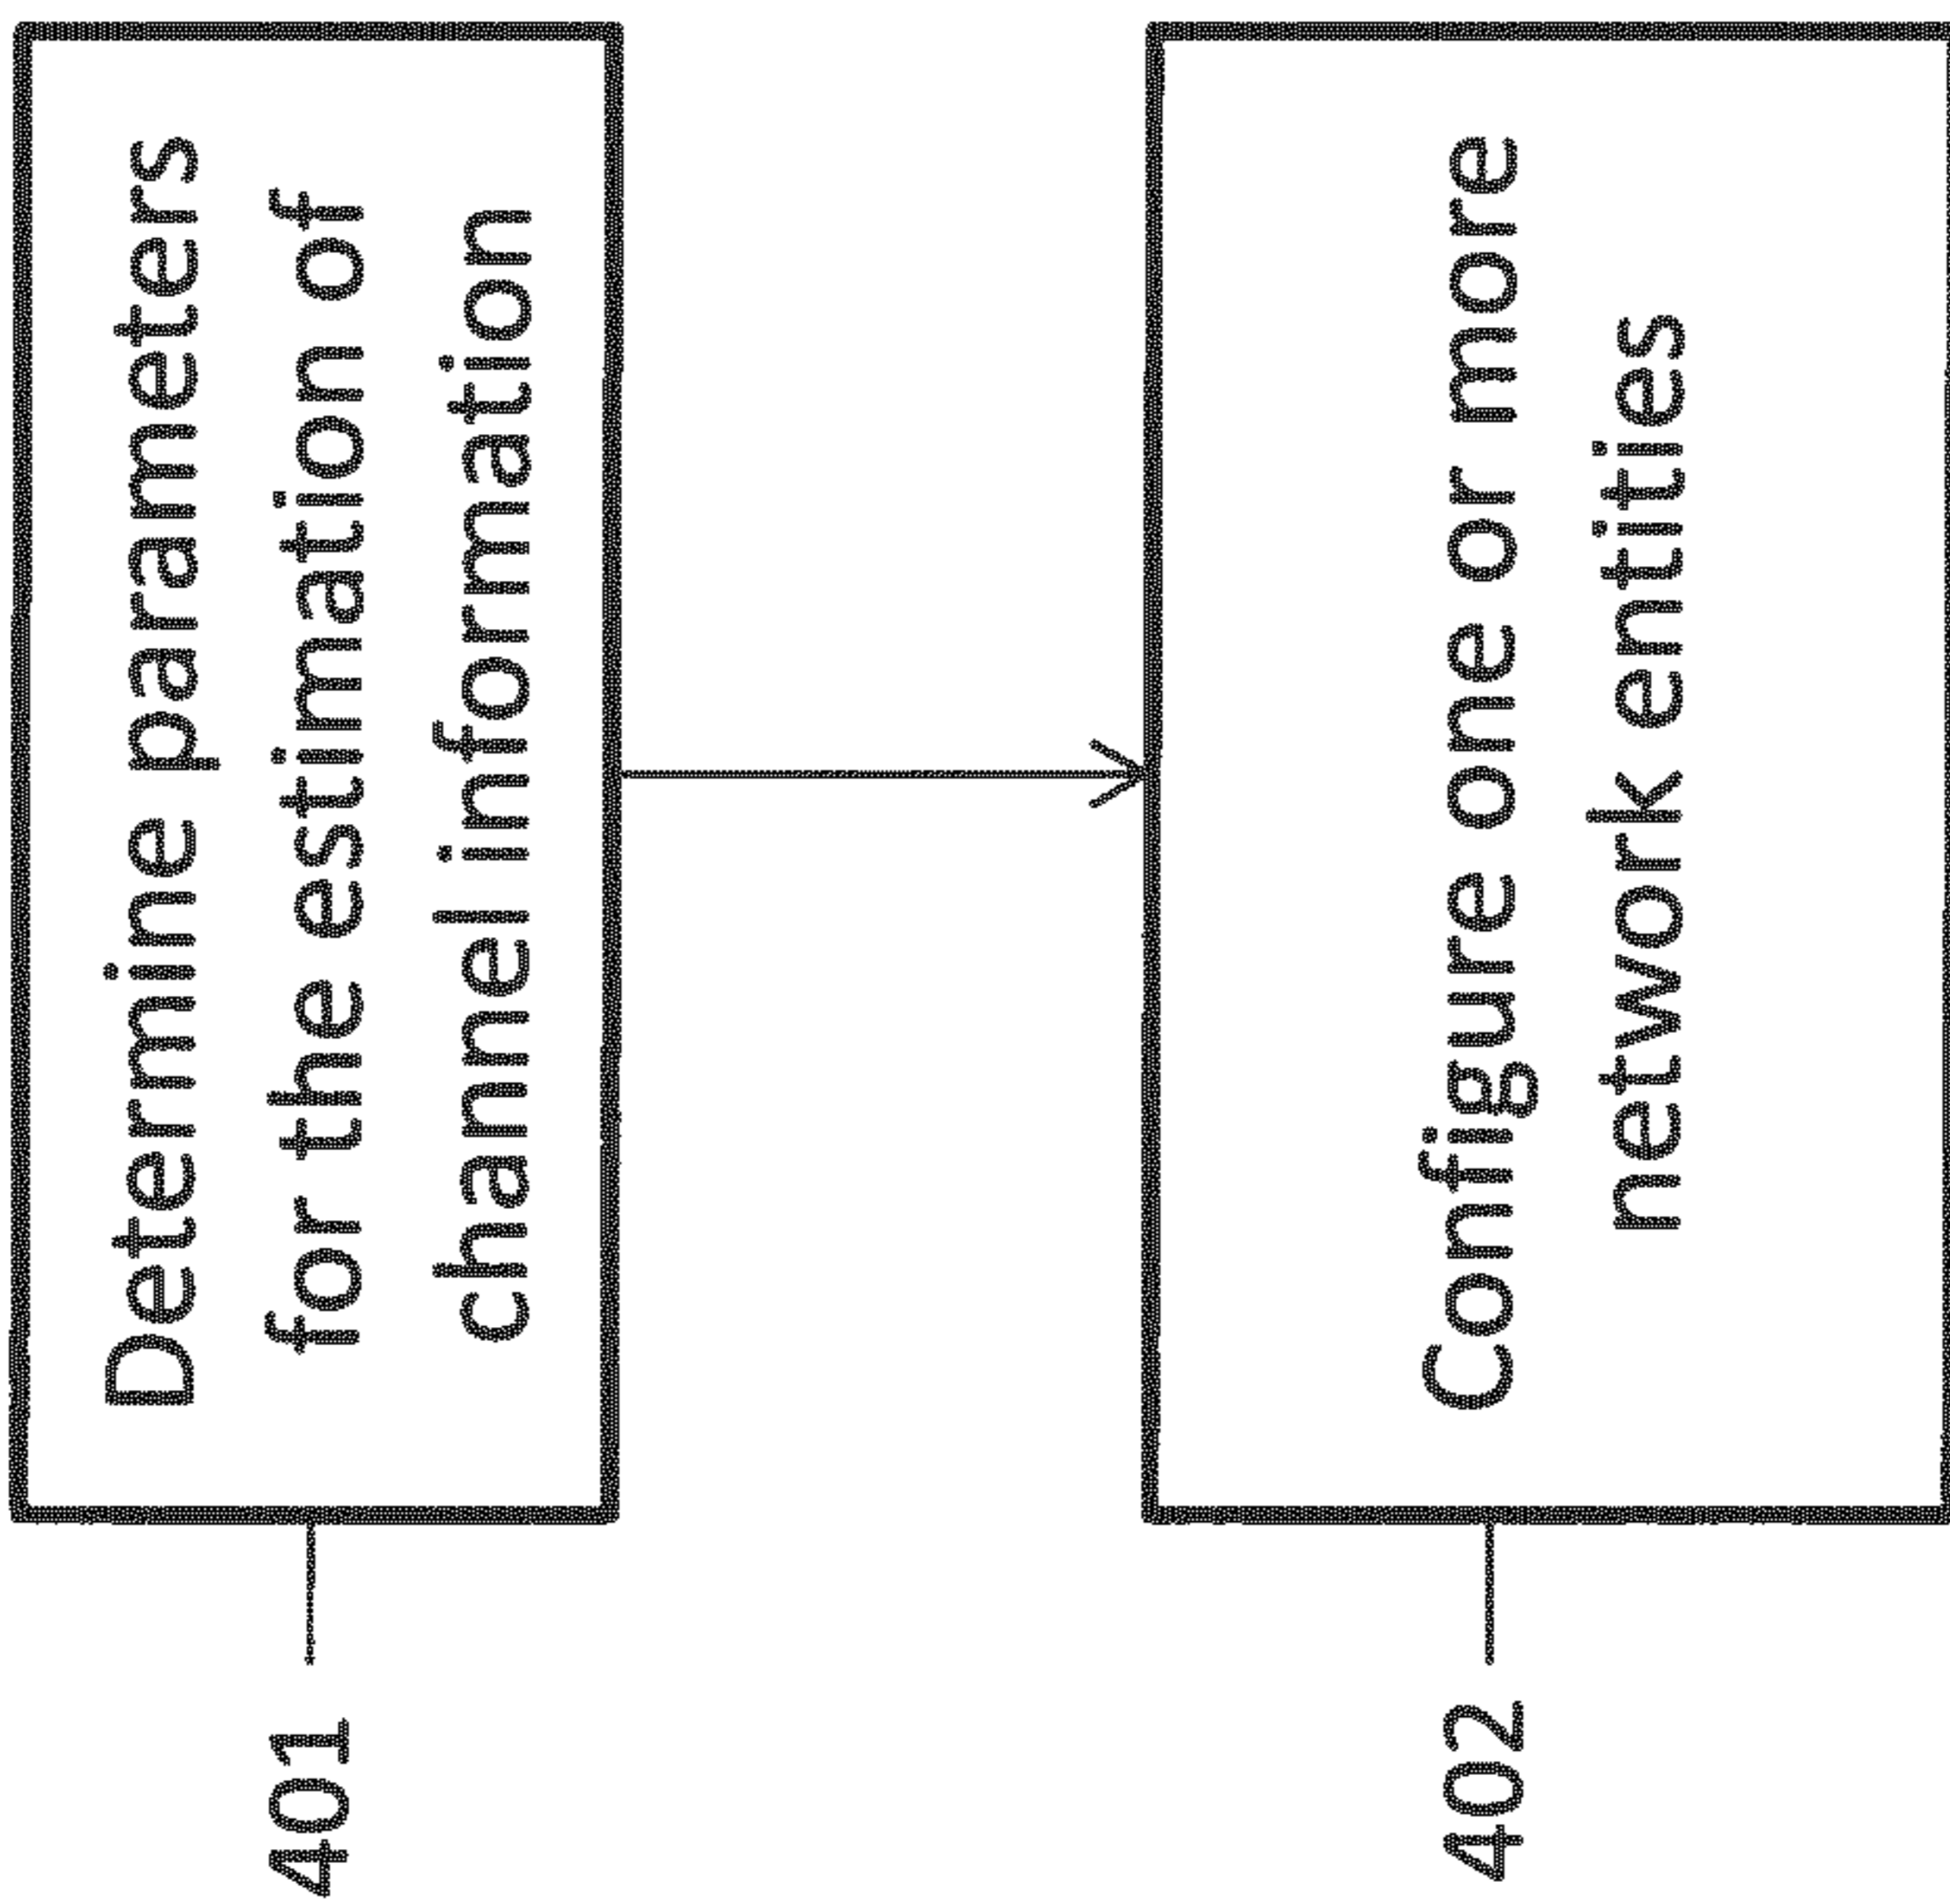 Determine parameters
for the estimation of
channel information
401
Configure one or more
network entities
402